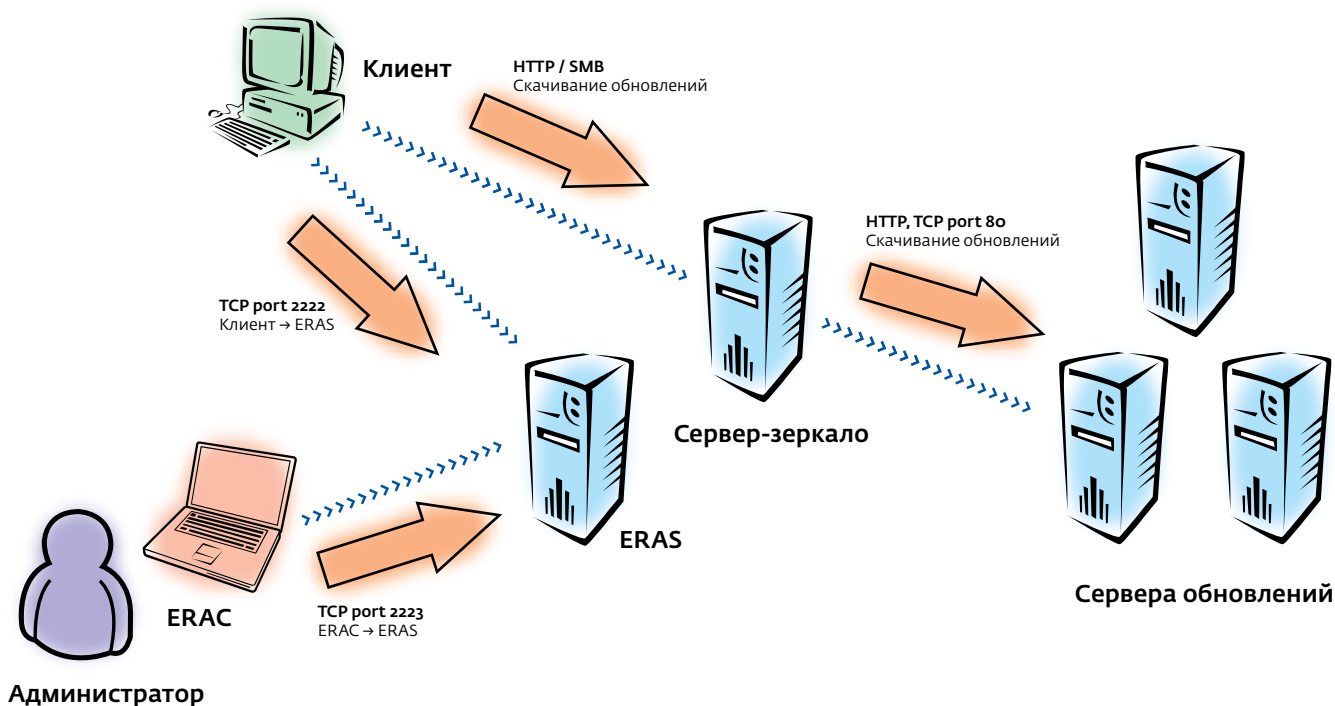 Клиент
HTTP / SMB
Скачивание обновлений
HTTP, TCP port 80
Скачивание обновлений
TCP port 2222
Клиент → ERAS
Сервер-зеркало
ERAS
Сервера обновлений
ERAC
TCP port 2223
ERAC → ERAS
Администратор